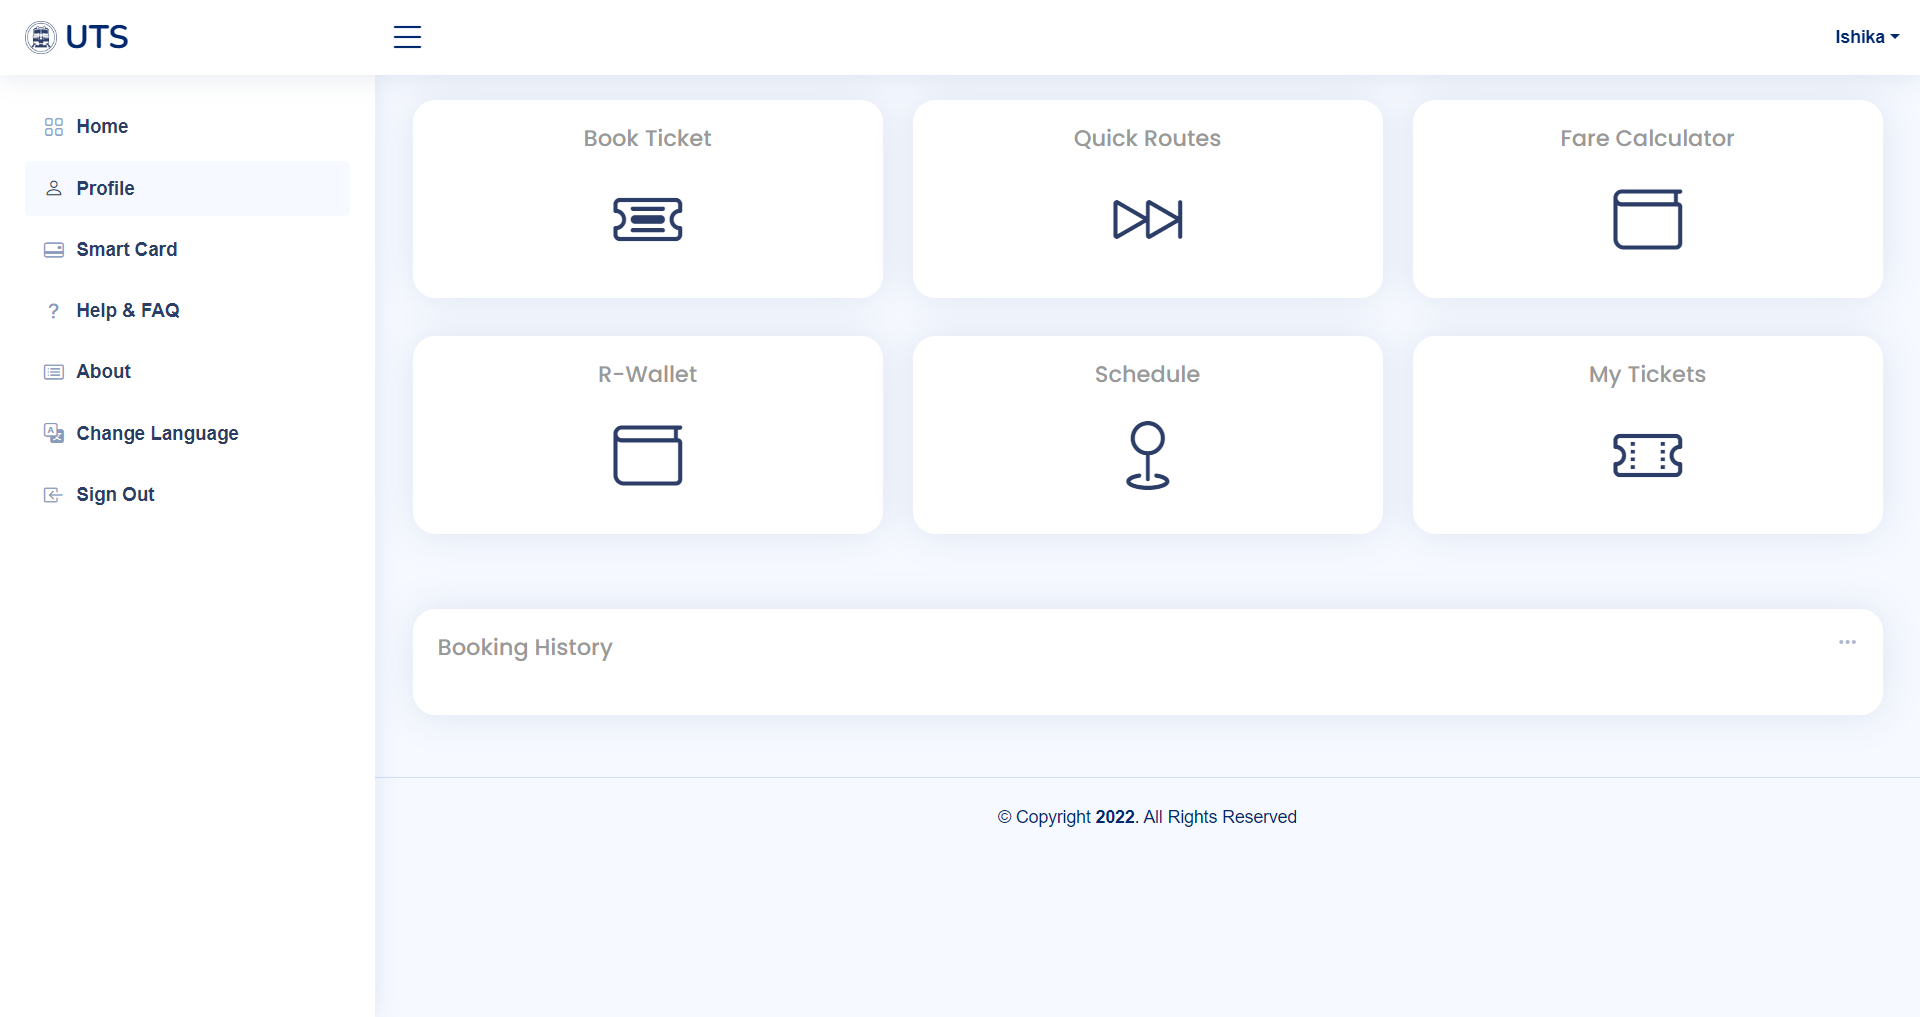 UTS
Ishika
Home
Profile
Smart Card
Help & FAQ
About
Change Language
Sign Out
Book Ticket
Quick Routes
Fare Calculator
R-Wallet
Schedule
My Tickets
Booking History
© Copyright 2022. All Rights Reserved